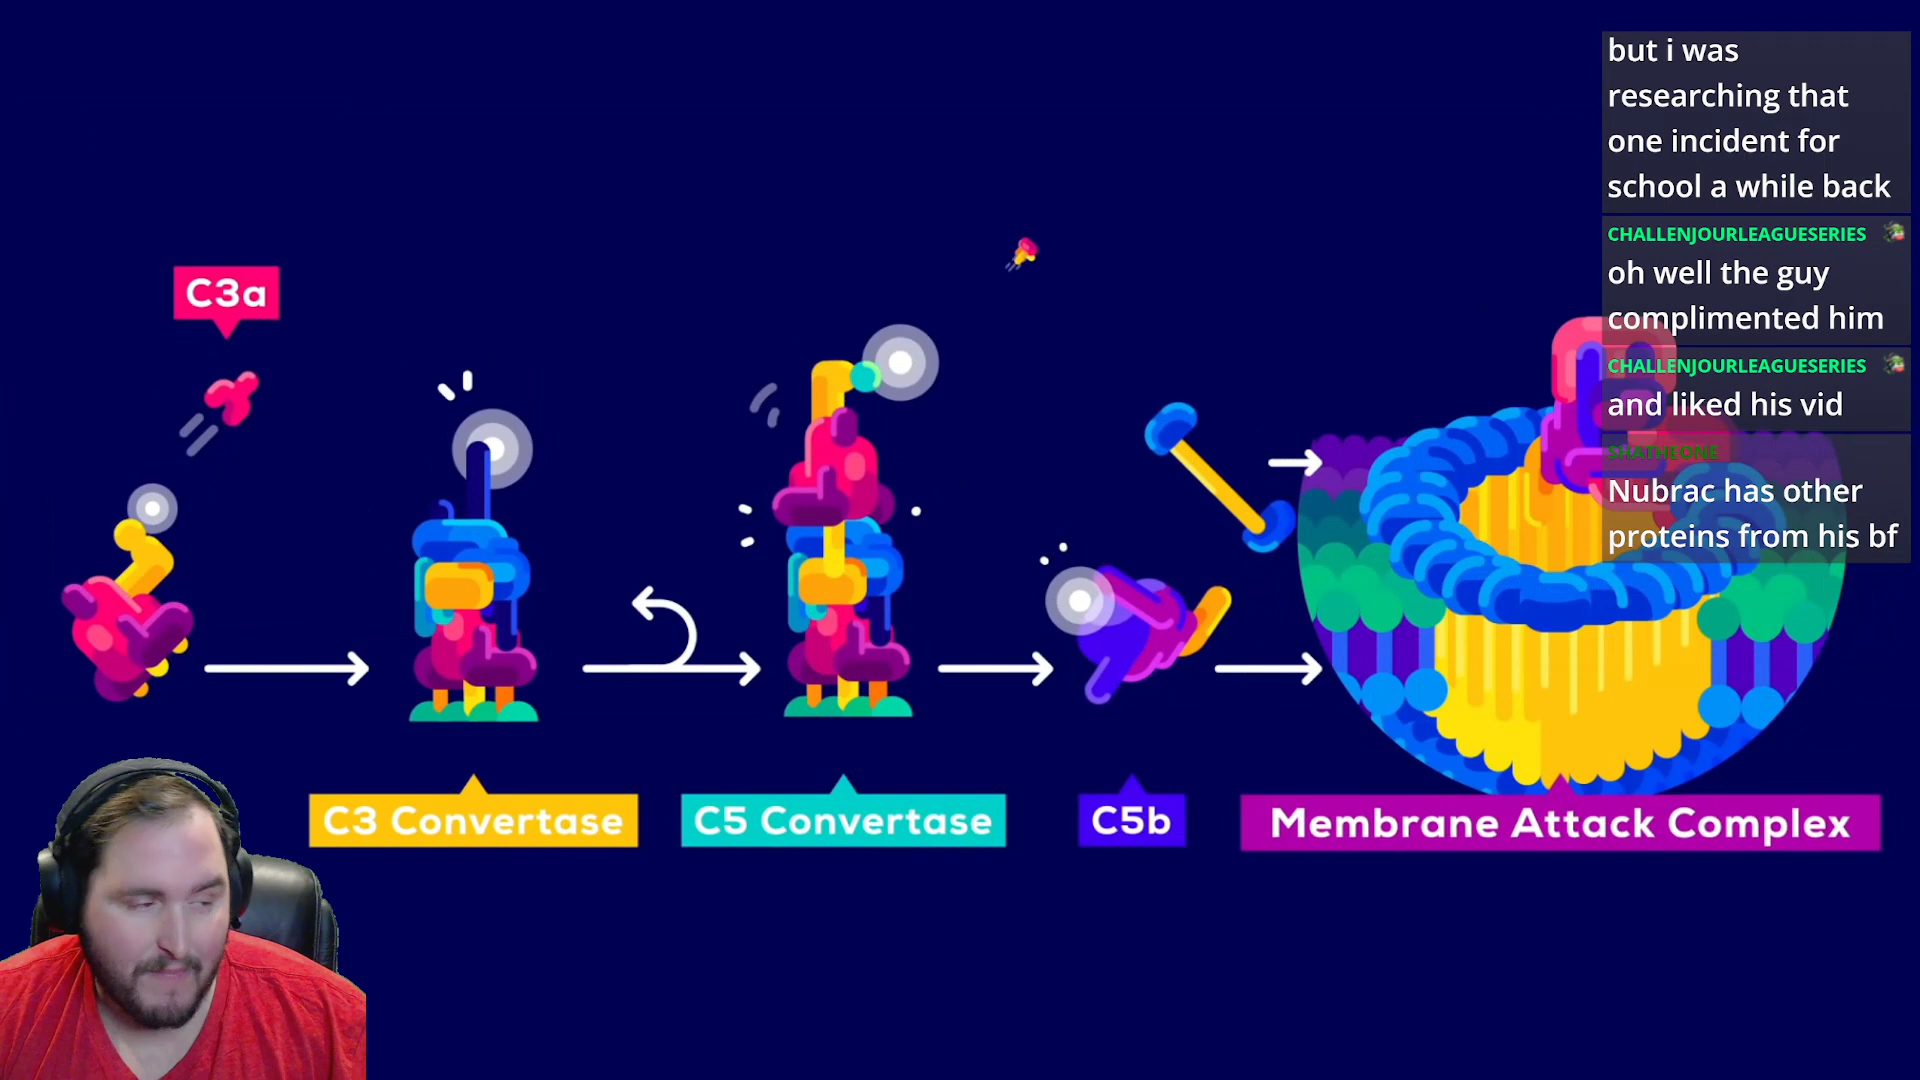 but i was
researching that
one incident for
school a while back
CHALLENJOURLEAGUESERIES
oh well the guy
complimented him
CHALLENJOURLEAGUESERIES
and liked his vid
SHATHEONE
Nubrac has other
proteins from his bf
C3a
C3 Convertase
C5 Convertase
C5b
Membrane Attack Complex